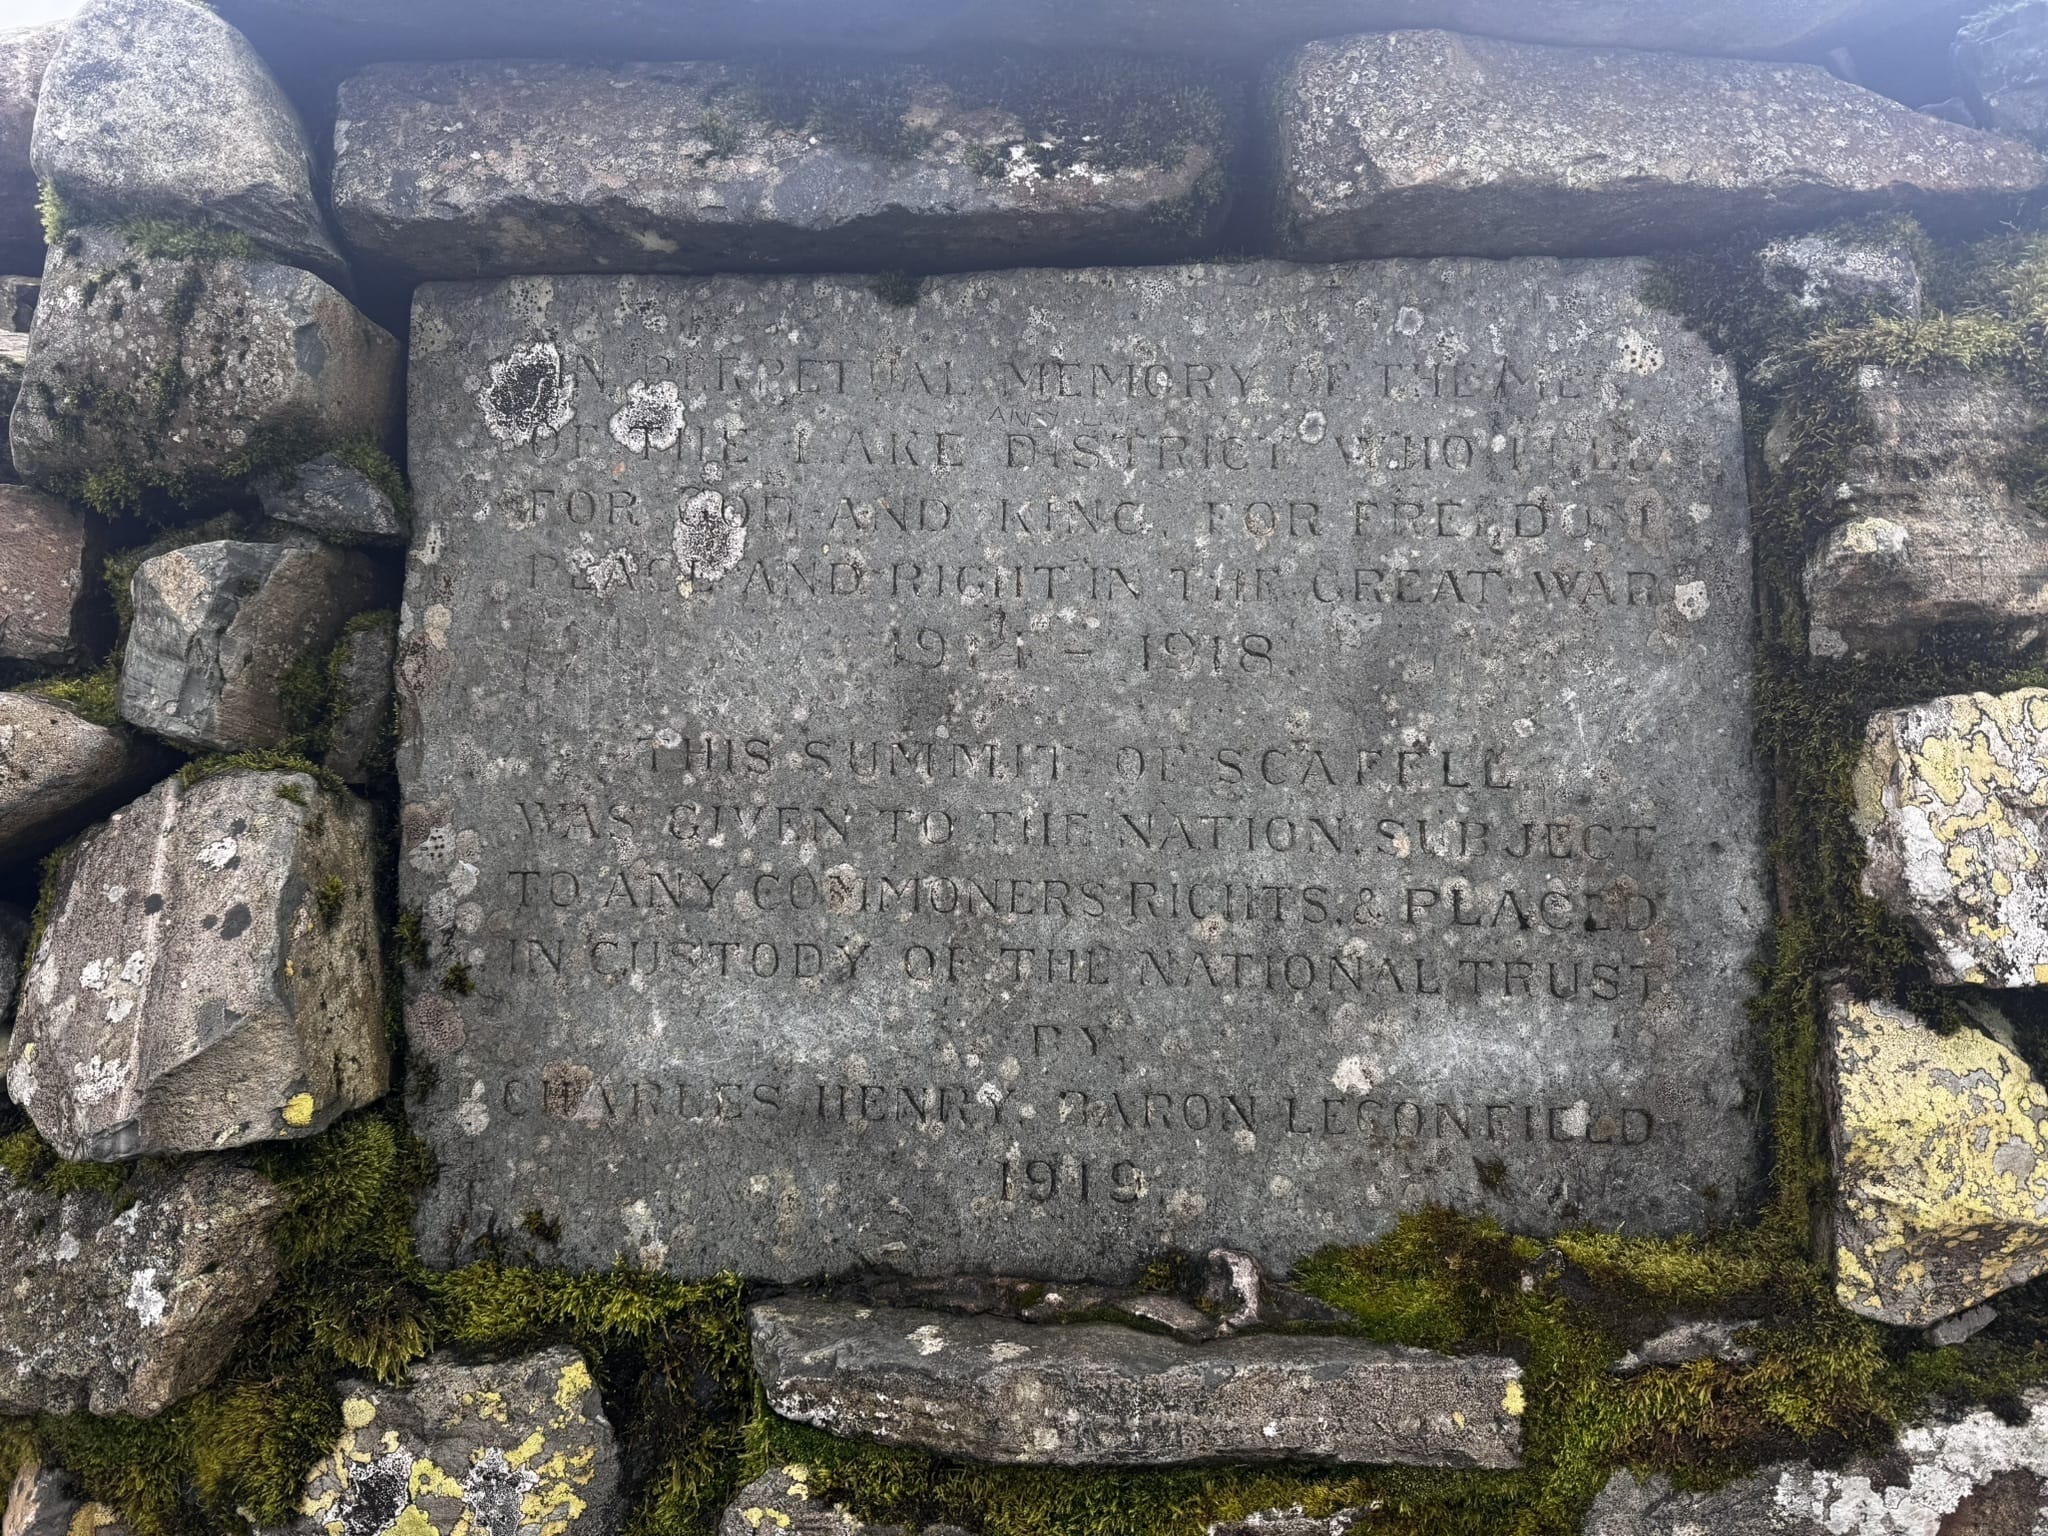 IN PERPETUAL MEMORY OF THE MEN
OF THE LAKE DISTRICT WHO FELL
FOR GOD AND KING, FOR FREEDOM
PEACE AND RIGHT IN THE GREAT WAR
1914 - 1918
THIS SUMMIT OF SCAFELL
WAS GIVEN TO THE NATION, SUBJECT
TO ANY COMMONERS RIGHTS, & PLACED
IN CUSTODY OF THE NATIONAL TRUST
BY
CHARLES HENRY, BARON LECONFIELD
1919